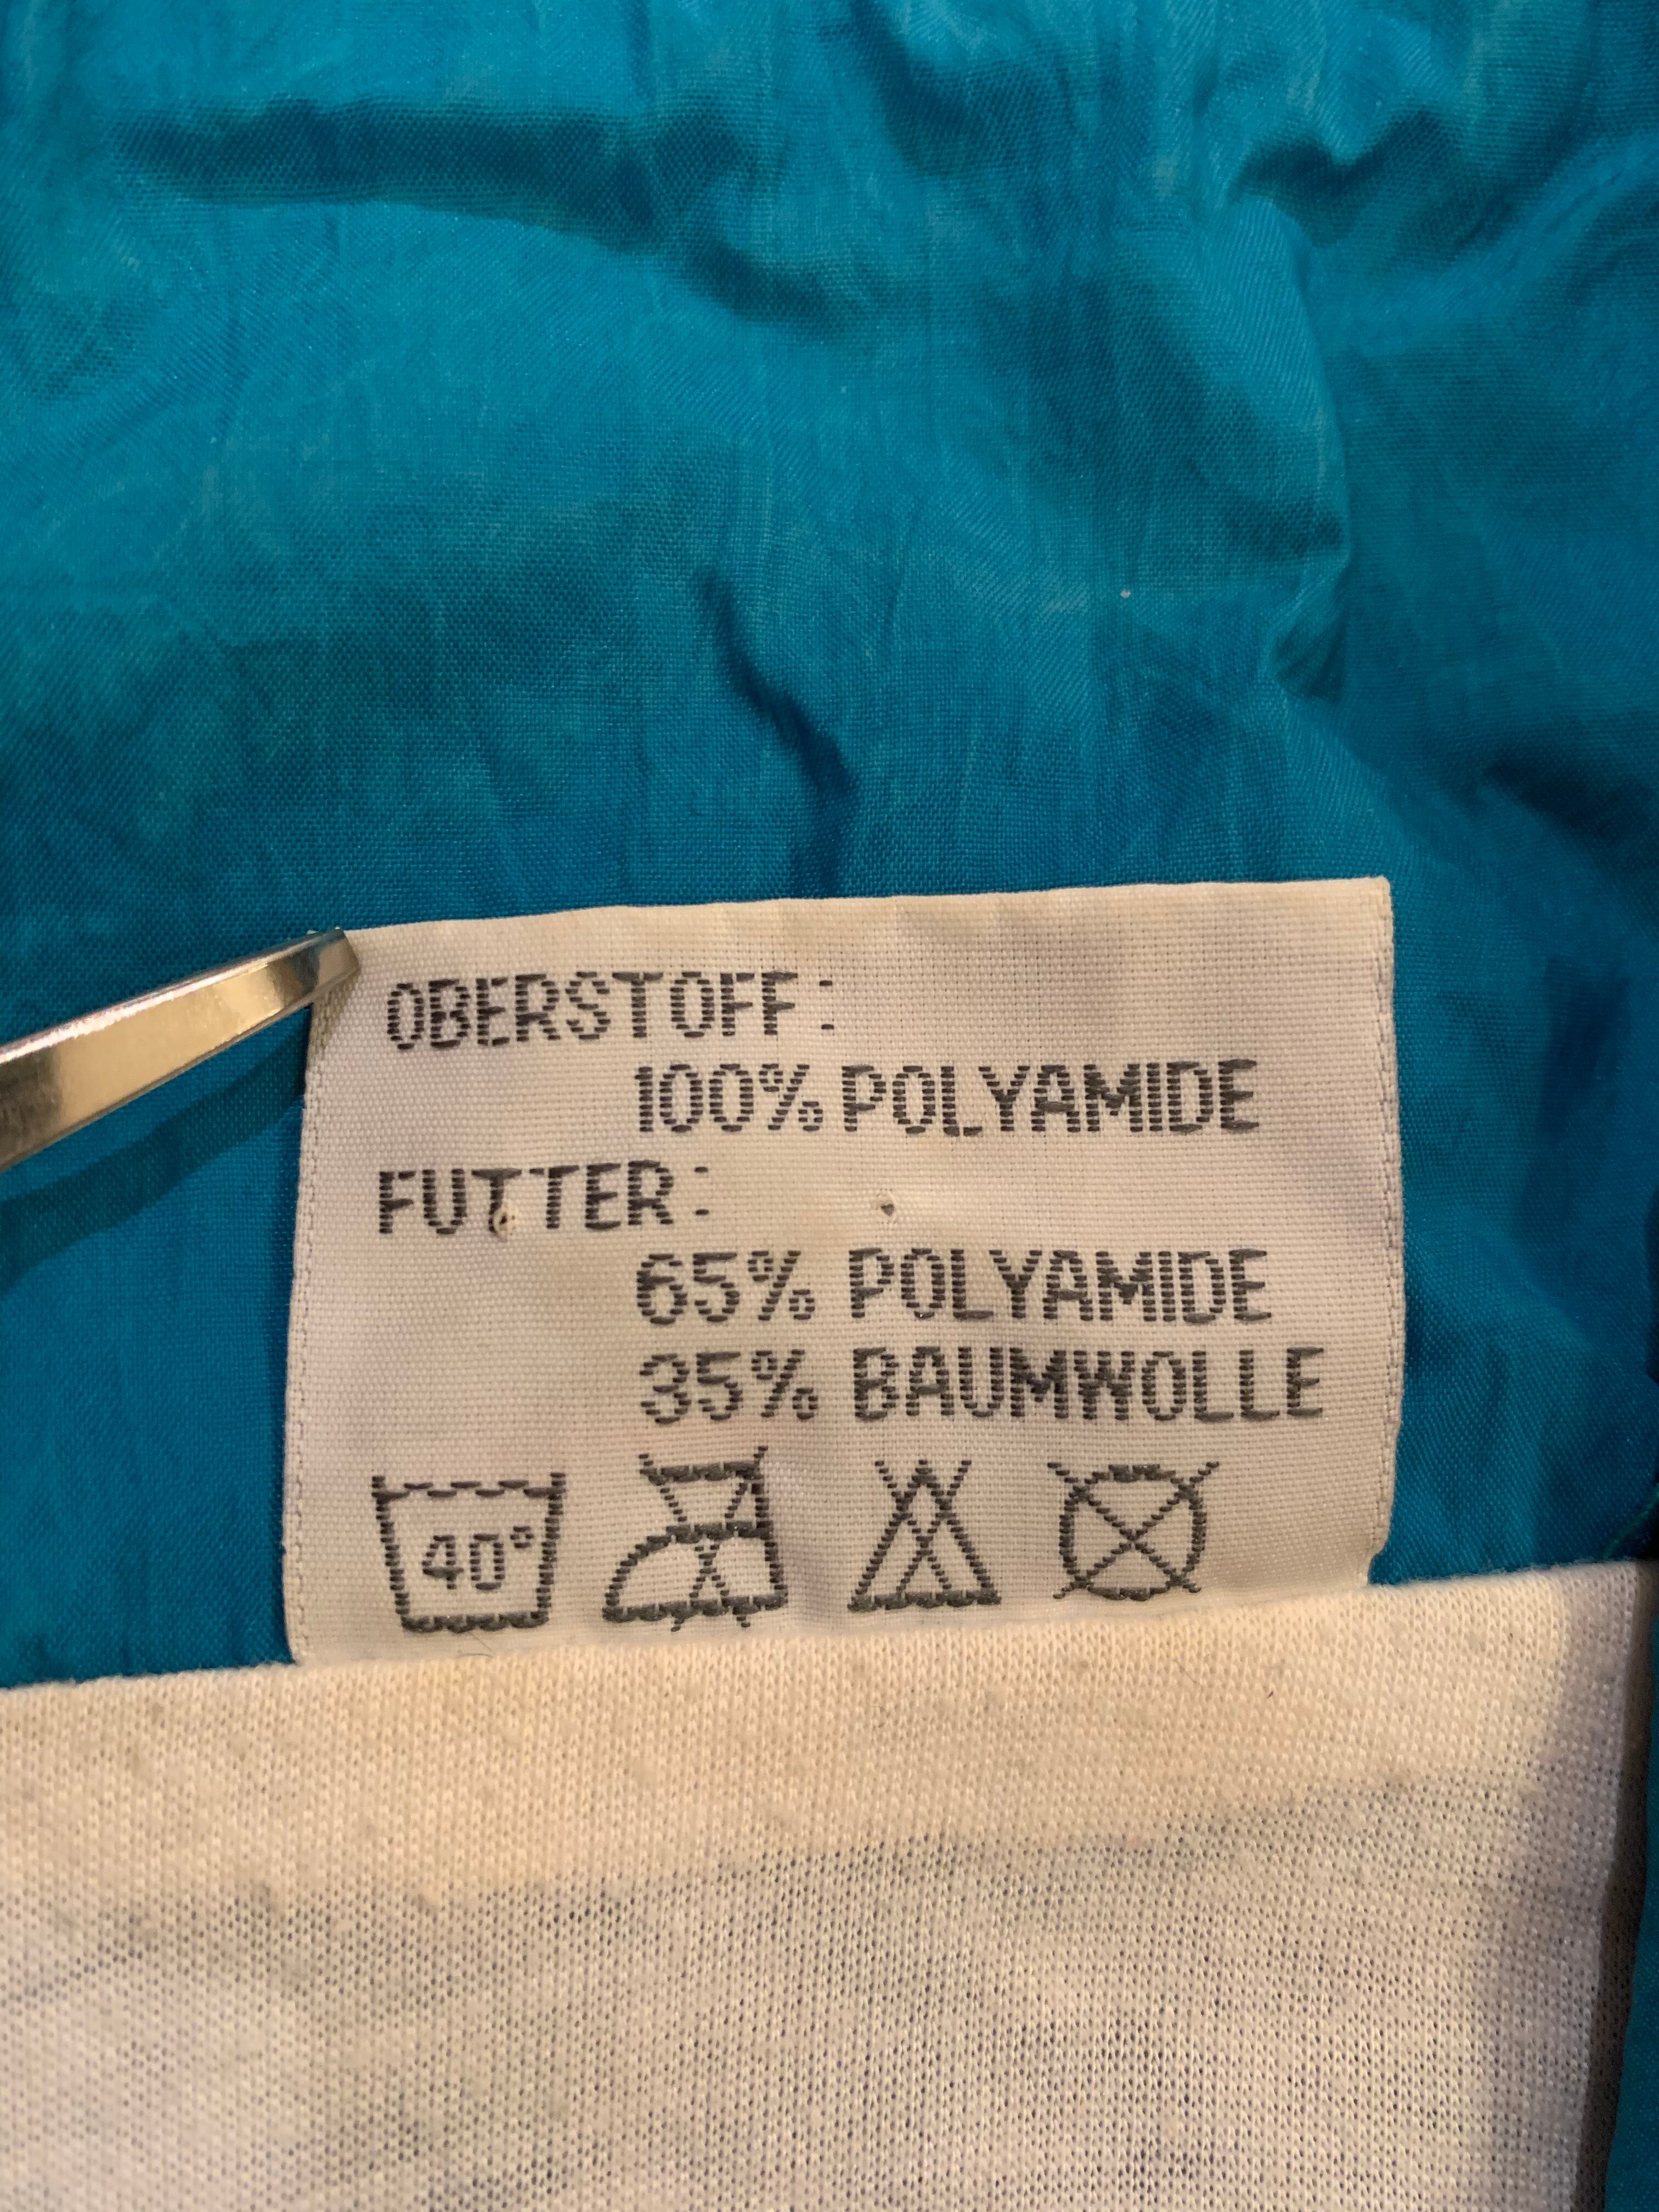 OBERSTOFF:
100% POLYAMIDE
FUTTER:
65% POLYAMIDE
35% BAUMWOLLE
40°